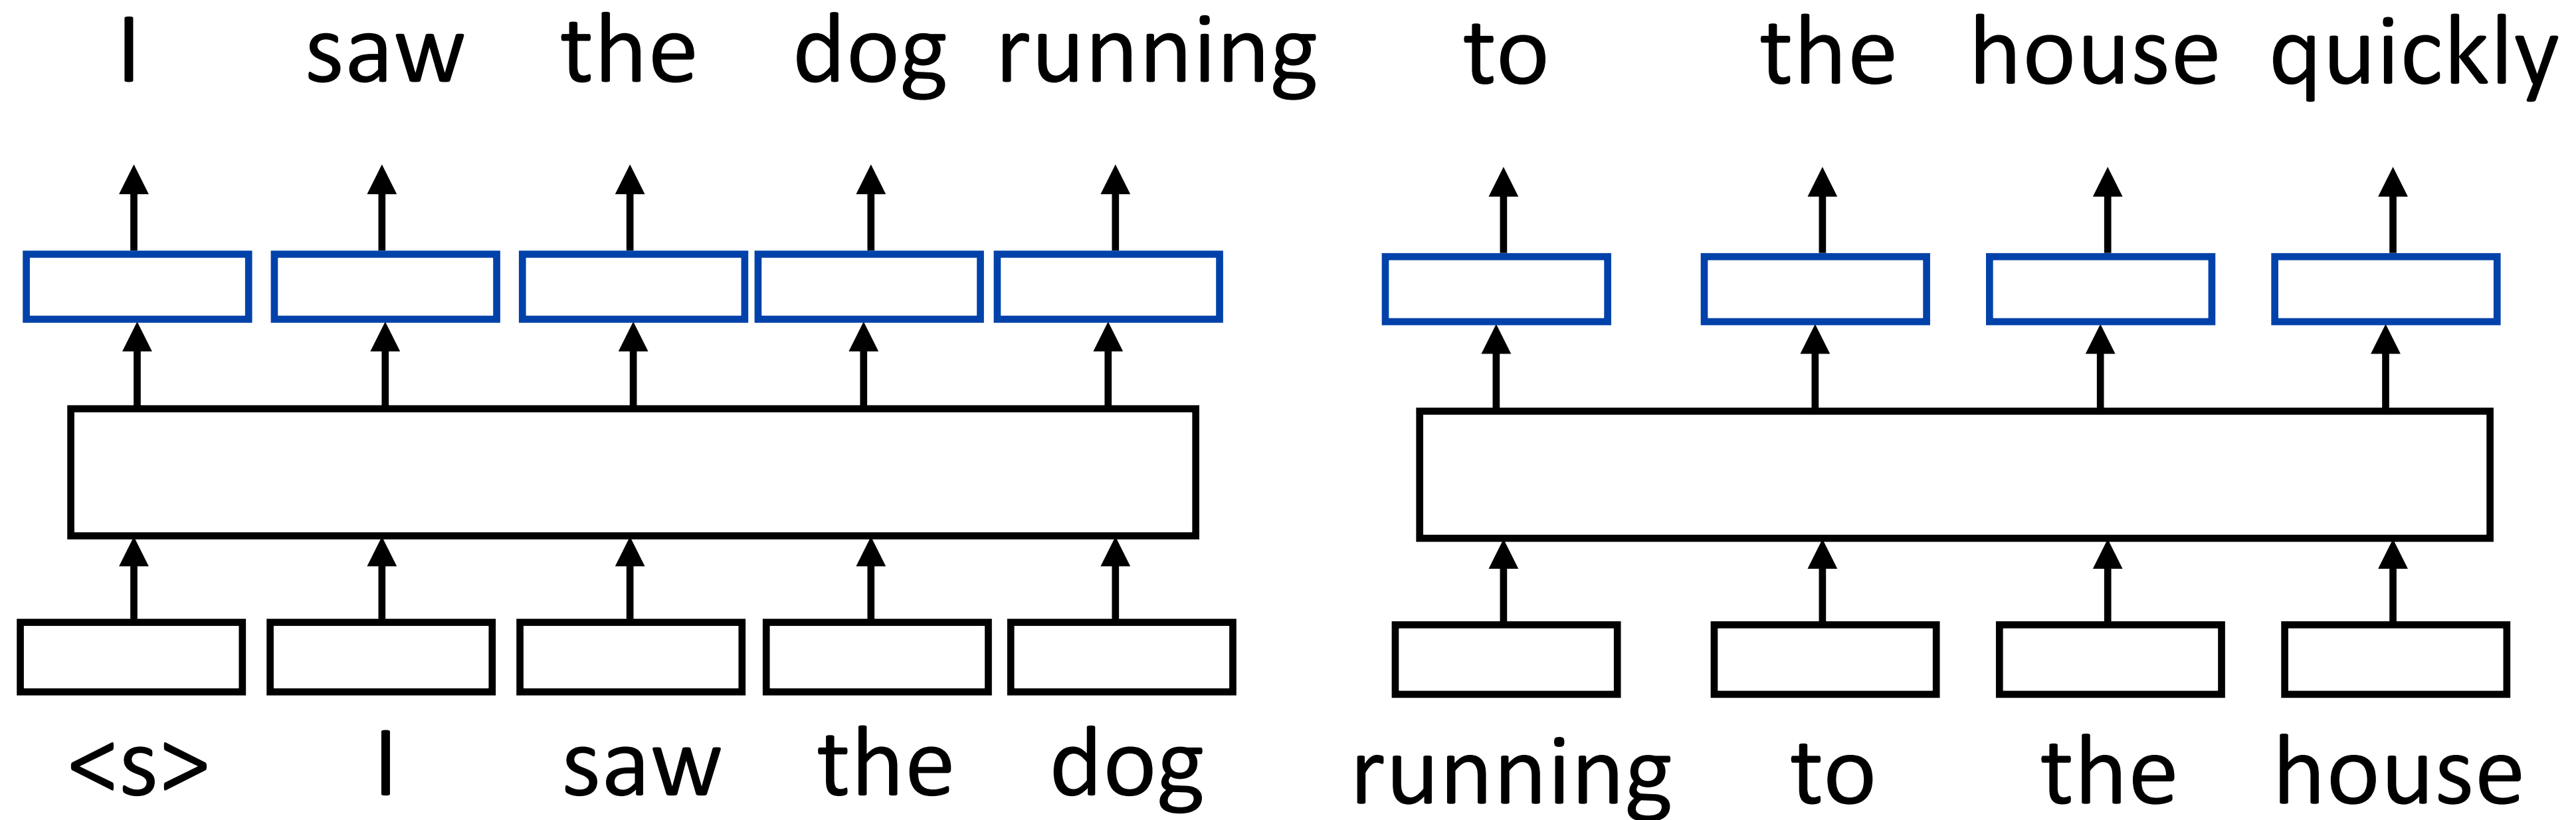 I saw the dog running to the house quickly
<s> I saw the dog running to the house